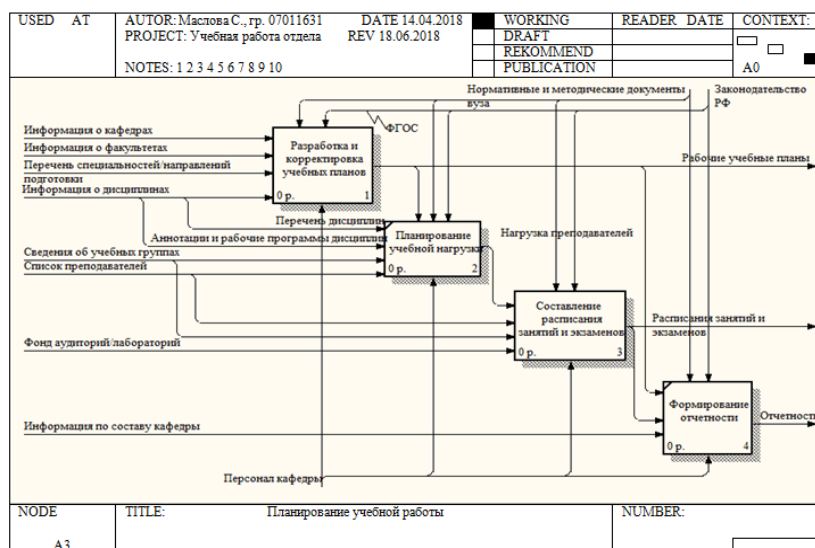 USED AT
AUTOR: Маслова С., гр. 07011631 DATE 14.04.2018
PROJECT: Учебная работа отдела REV 18.06.2018
NOTES: 1 2 3 4 5 6 7 8 9 10
WORKING
DRAFT
REKOMMEND
PUBLICATION
READER DATE
CONTEXT:
A0
Нормативные и методические документы
вуза
Законодательство
РФ
ФГОС
Информация о кафедрах
Информация о факультетах
Перечень специальностей/направлений
подготовки
Информация о дисциплинах
Разработка и
корректировка
учебных планов
0 р. 1
Рабочие учебные планы
Перечень дисциплин
Аннотации и рабочие программы дисциплин
Сведения об учебных группах
Список преподавателей
Планирование
учебной нагрузки
0 р. 2
Нагрузка преподавателей
Составление
расписания
занятий и экзаменов
0 р. 3
Расписания занятий и
экзаменов
Фонд аудиторий/лабораторий
Формирование
отчетности
0 р. 4
Отчетность
Информация по составу кафедры
Персонал кафедры
NODE
A3
TITLE: Планирование учебной работы
NUMBER: